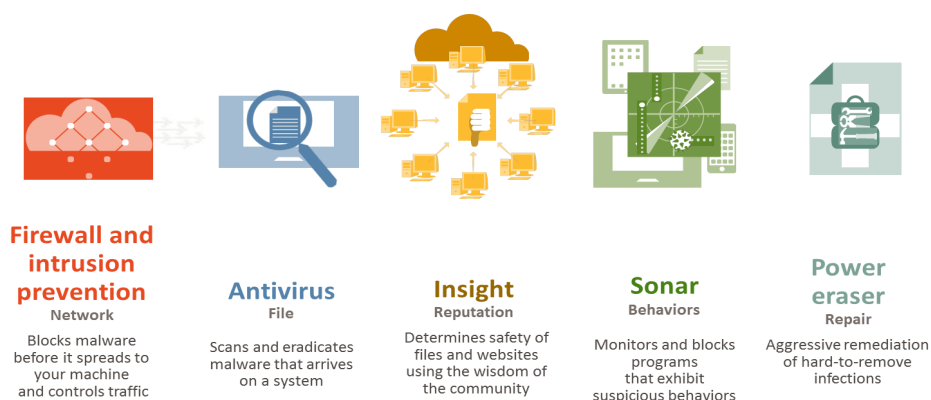 Firewall and
intrusion
prevention
Network
Blocks malware
before it spreads to
your machine
and controls traffic
Antivirus
File
Scans and eradicates
malware that arrives
on a system
Insight
Reputation
Determines safety of
files and websites
using the wisdom of
the community
Sonar
Behaviors
Monitors and blocks
programs
that exhibit
suspicious behaviors
Power
eraser
Repair
Aggressive remediation
of hard-to-remove
infections